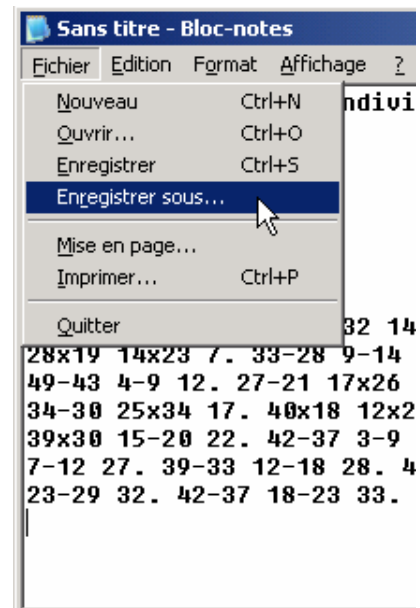 Sans titre - Bloc-notes
Fichier Edition Format Affichage ?
Nouveau Ctrl+N
Ouvrir... Ctrl+O
Enregistrer Ctrl+S
Enregistrer sous...
Mise en page...
Imprimer... Ctrl+P
Quitter
32 14
28x19 14x23 7. 33-28 9-14
49-43 4-9 12. 27-21 17x26
34-30 25x34 17. 40x18 12x2
39x30 15-20 22. 42-37 3-9
7-12 27. 39-33 12-18 28. 4
23-29 32. 42-37 18-23 33.